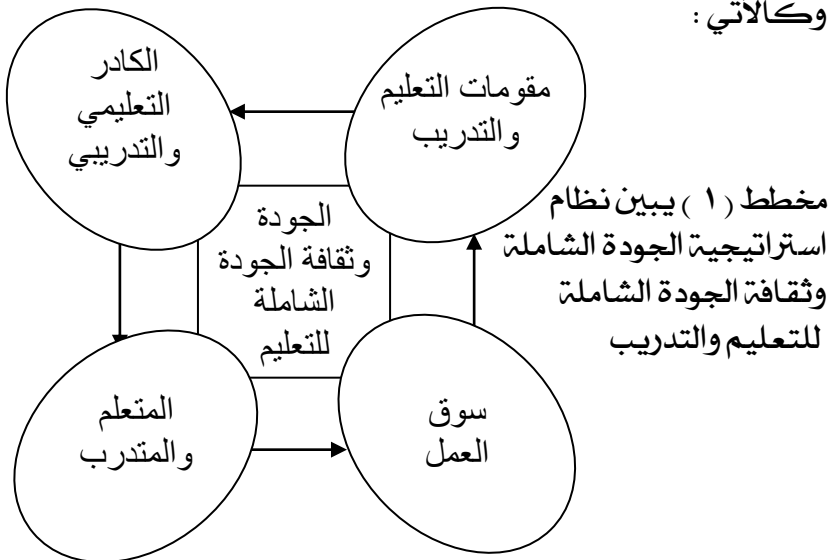 وكالاتي :
مقومات التعليم
والتدريب
الكادر
التعليمي
والتدريبي
الجودة
وثقافة الجودة
الشاملة
للتعليم
المتعلم
والمتدرب
سوق
العمل
مخطط ( ١ ) يبين نظام
استراتيجية الجودة الشاملة
وثقافة الجودة الشاملة
للتعليم والتدريب